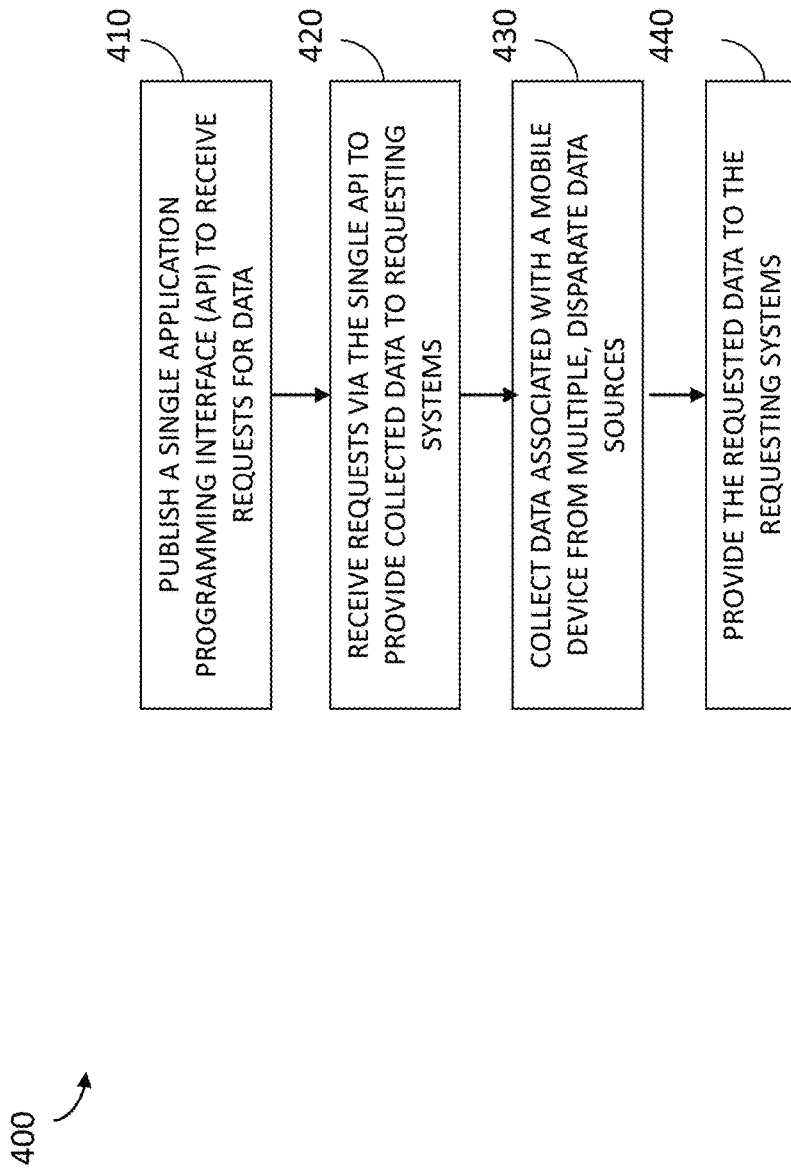 400
410
PUBLISH A SINGLE APPLICATION
PROGRAMMING INTERFACE (API) TO RECEIVE
REQUESTS FOR DATA
420
RECEIVE REQUESTS VIA THE SINGLE API TO
PROVIDE COLLECTED DATA TO REQUESTING
SYSTEMS
430
COLLECT DATA ASSOCIATED WITH A MOBILE
DEVICE FROM MULTIPLE, DISPARATE DATA
SOURCES
440
PROVIDE THE REQUESTED DATA TO THE
REQUESTING SYSTEMS